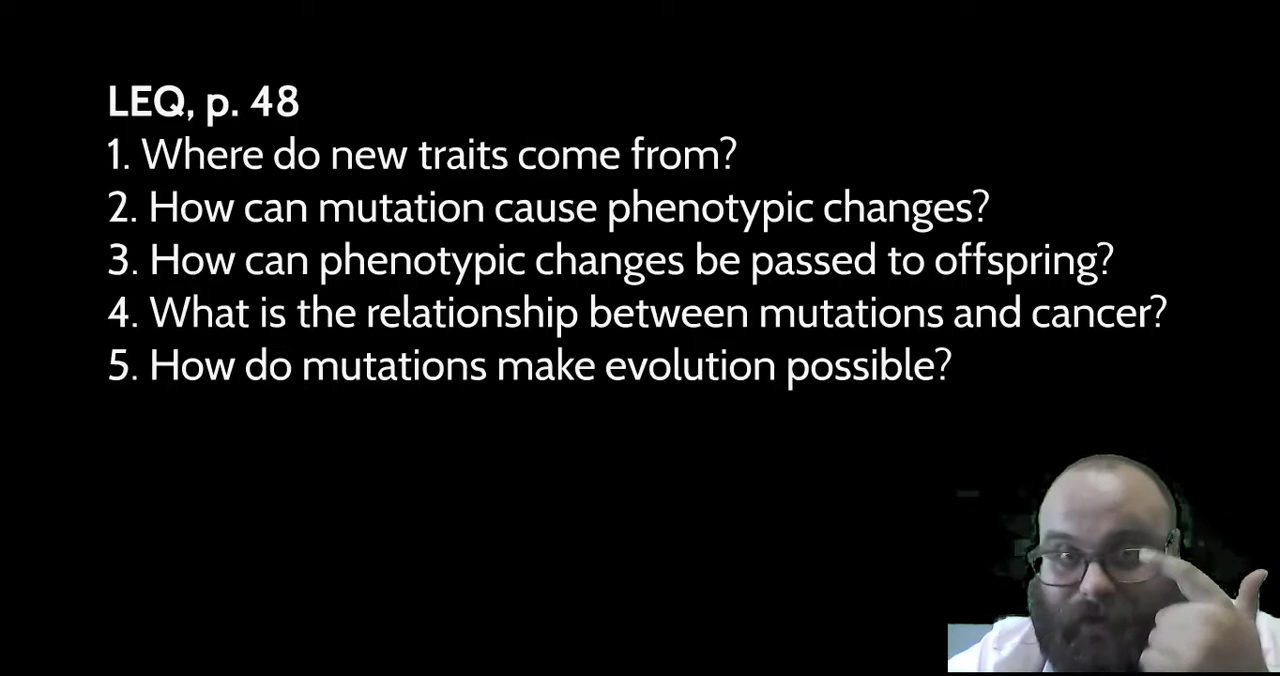 LEQ, p. 48
1. Where do new traits come from?
2. How can mutation cause phenotypic changes?
3. How can phenotypic changes be passed to offspring?
4. What is the relationship between mutations and cancer?
5. How do mutations make evolution possible?